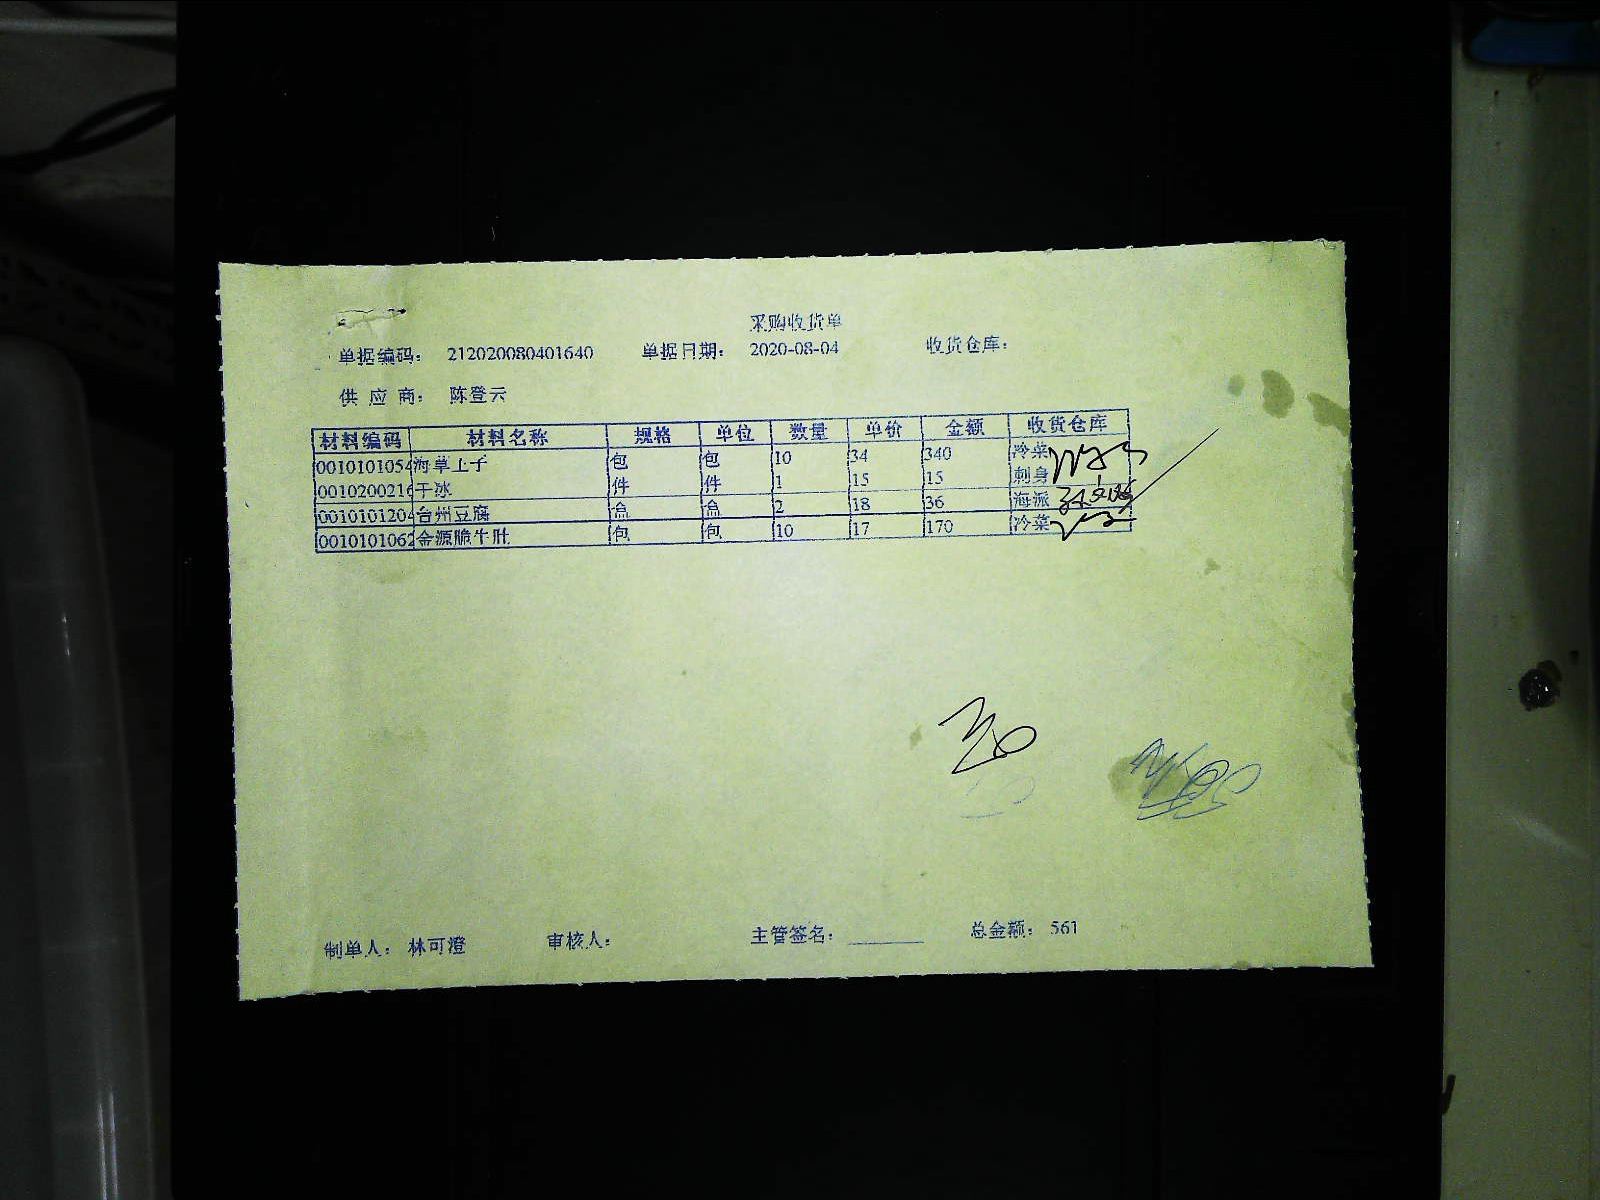 采购收货单
单据编码： 212020080401640 单据日期： 2020-08-04 收货仓库：
供 应 商： 陈登云
材料编码 材料名称 规格 单位 数量 单价 金额 收货仓库
0010101054 海草上子 包 包 10 34 340 冷菜
0010200216 干冰 件 件 1 15 15 刺身
0010101204 台州豆腐 盒 盒 2 18 36 海派
0010101062 金源脆牛肚 包 包 10 17 170 冷菜
制单人： 林可澄 审核人： 主管签名： 总金额： 561